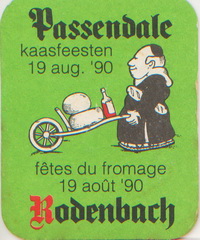 Passendale
kaasfeesten
19 aug. '90
fêtes du fromage
19 août '90
Rodenbach